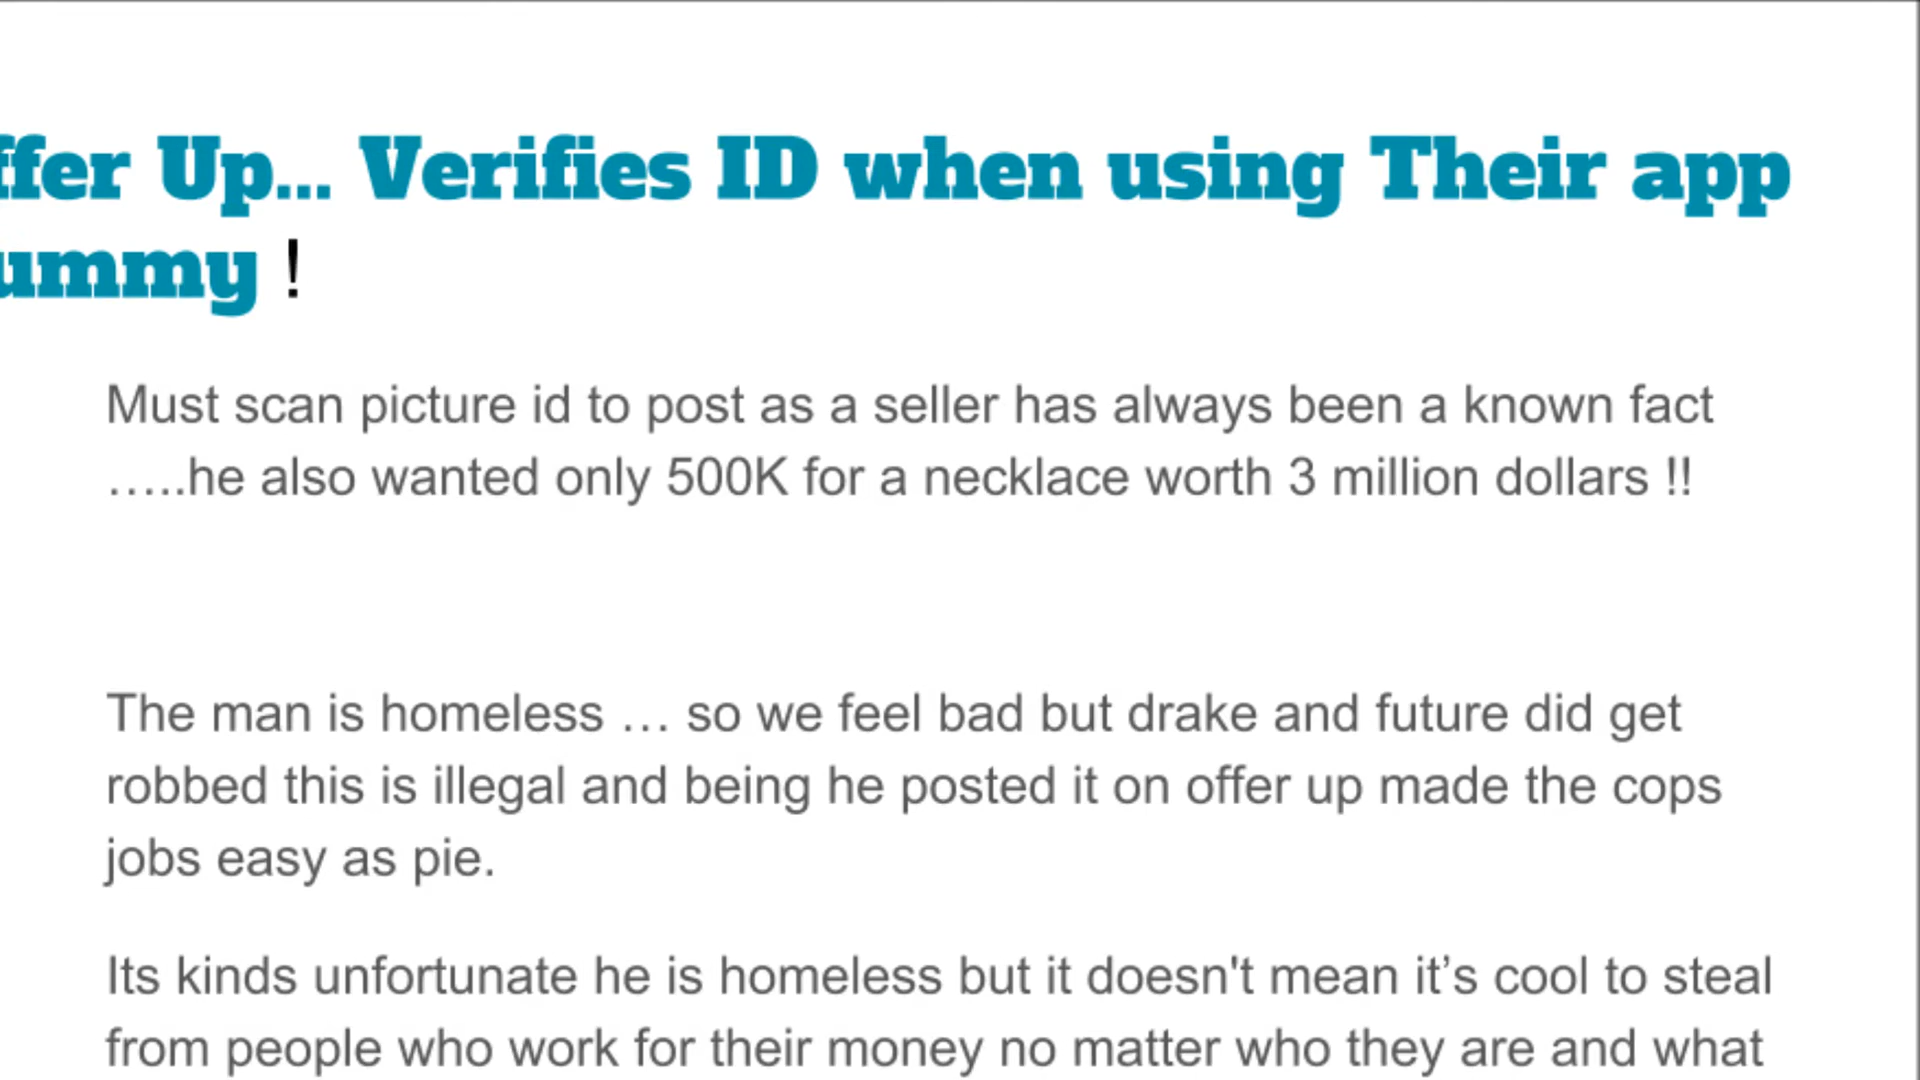 ffer Up... Verifies ID when using Their app
ummy !
Must scan picture id to post as a seller has always been a known fact
…..he also wanted only 500K for a necklace worth 3 million dollars !!
The man is homeless … so we feel bad but drake and future did get
robbed this is illegal and being he posted it on offer up made the cops
jobs easy as pie.
Its kinds unfortunate he is homeless but it doesn't mean it’s cool to steal
from people who work for their money no matter who they are and what